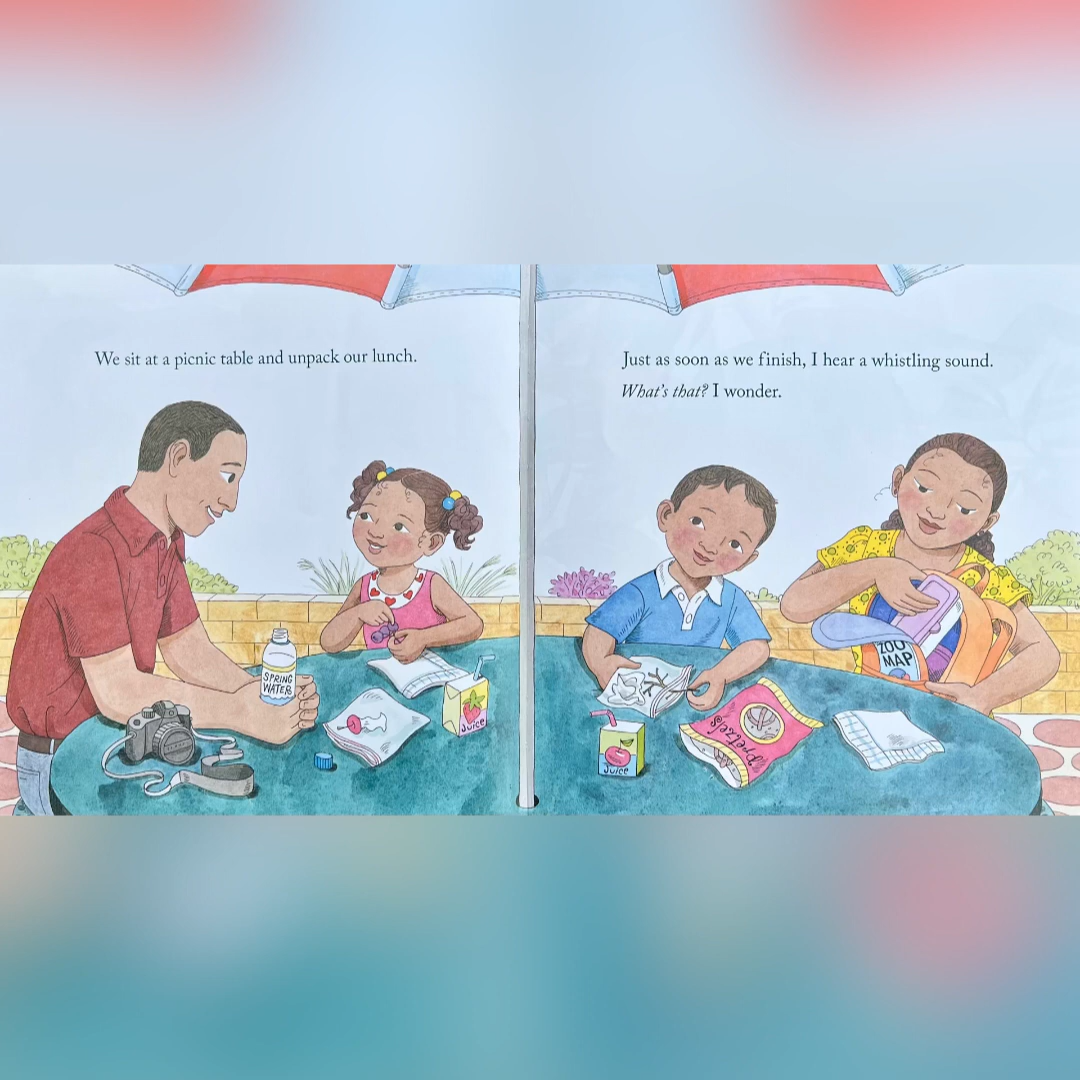 We sit at a picnic table and unpack our lunch.
Just as soon as we finish, I hear a whistling sound.
What's that? I wonder.
SPRING
WATER
Juice
Juice
pretzels
ZOO
MAP